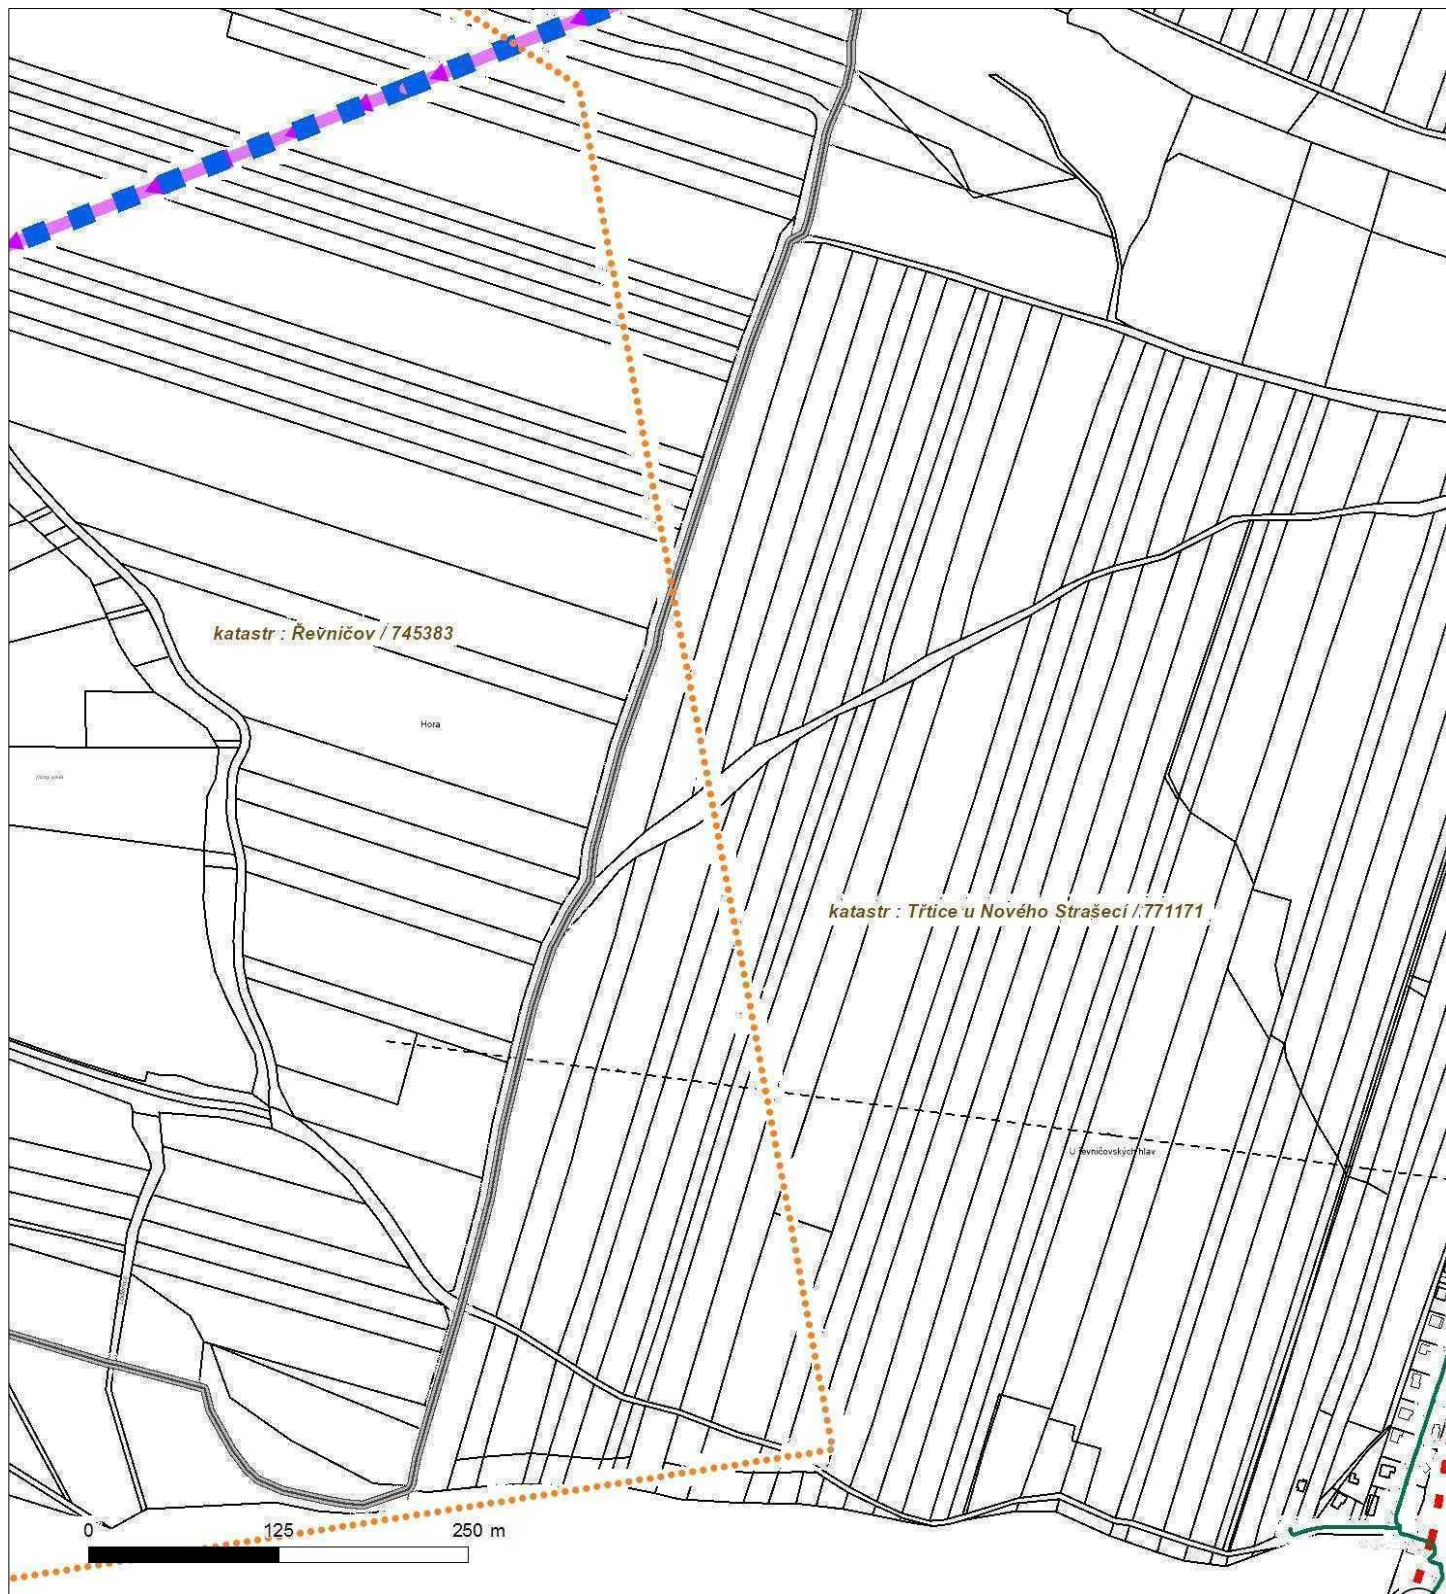 katastr : Řevničov / 745383
Hora
katastr : Třtice u Nového Strašecí / 771171
U řevničovských hlav
0 125 250 m